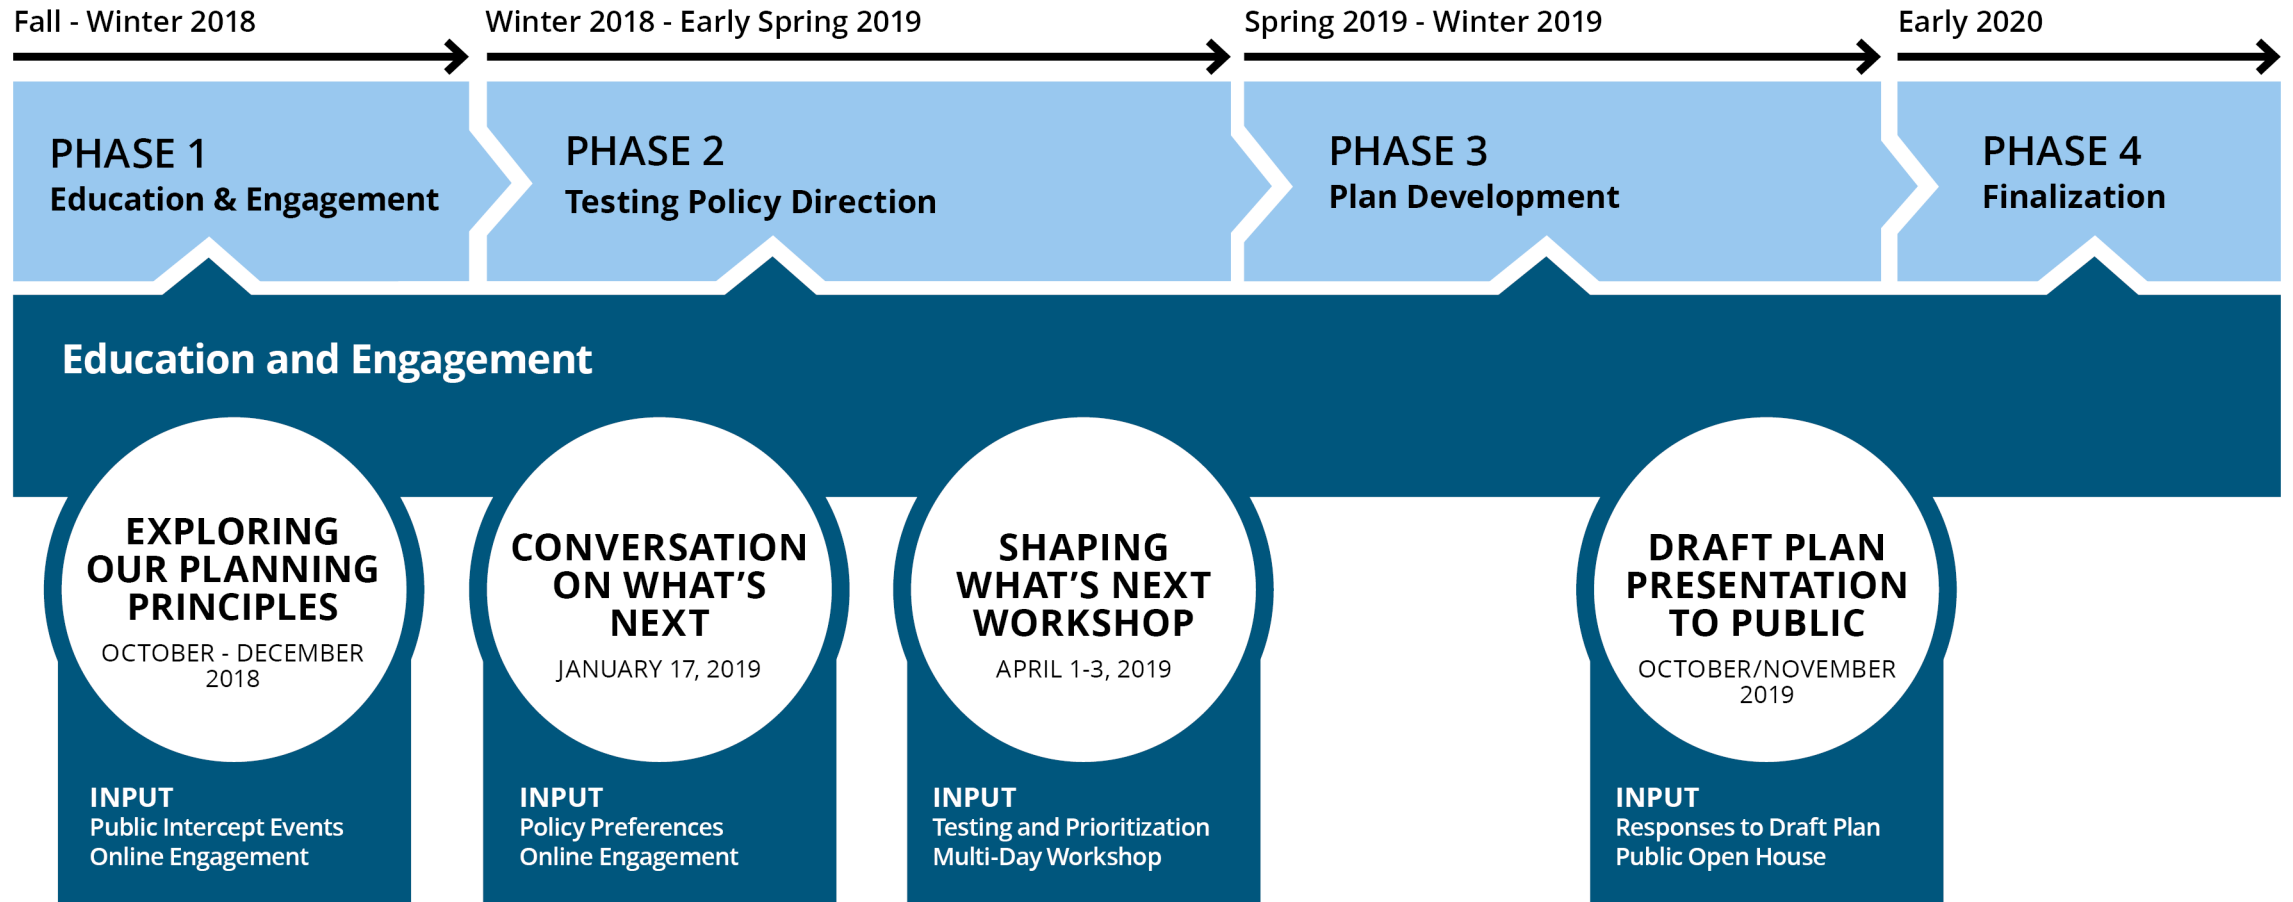 Fall - Winter 2018
Winter 2018 - Early Spring 2019
Spring 2019 - Winter 2019
Early 2020
PHASE 1
Education & Engagement
PHASE 2
Testing Policy Direction
PHASE 3
Plan Development
PHASE 4
Finalization
Education and Engagement
EXPLORING
OUR PLANNING
PRINCIPLES
OCTOBER - DECEMBER
2018
INPUT
Public Intercept Events
Online Engagement
CONVERSATION
ON WHAT’S
NEXT
JANUARY 17, 2019
INPUT
Policy Preferences
Online Engagement
SHAPING
WHAT’S NEXT
WORKSHOP
APRIL 1-3, 2019
INPUT
Testing and Prioritization
Multi-Day Workshop
DRAFT PLAN
PRESENTATION
TO PUBLIC
OCTOBER/NOVEMBER
2019
INPUT
Responses to Draft Plan
Public Open House